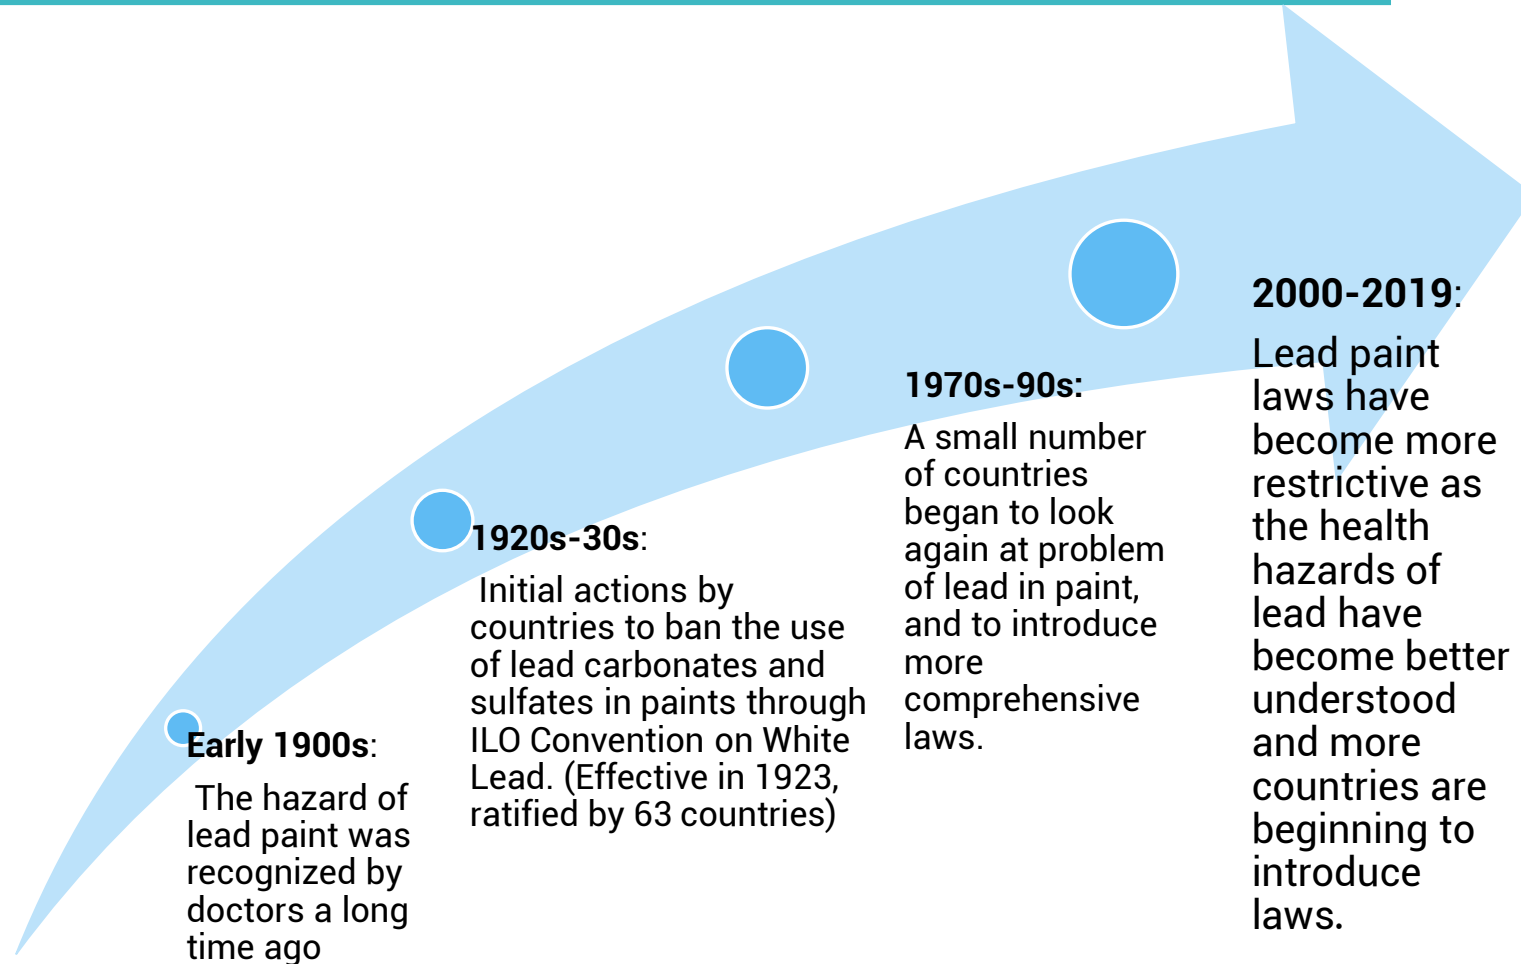 Early 1900s:
The hazard of
lead paint was
recognized by
doctors a long
time ago
1920s-30s:
Initial actions by
countries to ban the use
of lead carbonates and
sulfates in paints through
ILO Convention on White
Lead. (Effective in 1923,
ratified by 63 countries)
1970s-90s:
A small number
of countries
began to look
again at problem
of lead in paint,
and to introduce
more
comprehensive
laws.
2000-2019:
Lead paint
laws have
become more
restrictive as
the health
hazards of
lead have
become better
understood
and more
countries are
beginning to
introduce
laws.